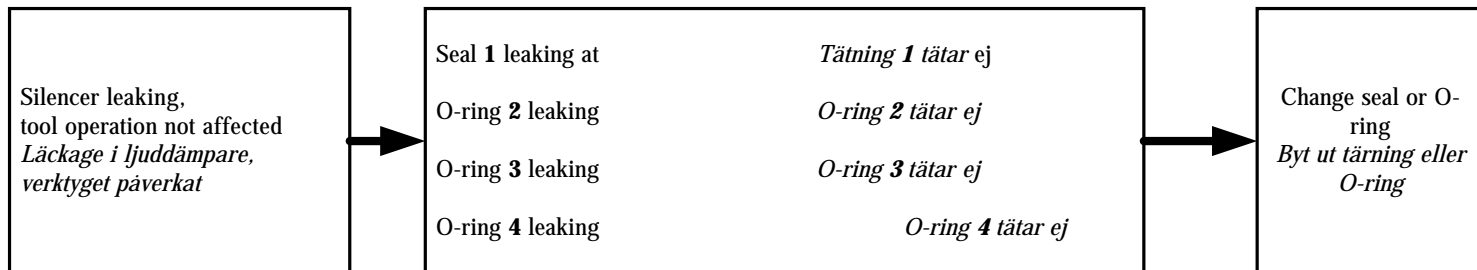 Silencer leaking,
tool operation not affected
Läckage i ljuddämpare,
verktyget påverkat
Seal 1 leaking at
Tätning 1 tätar ej
O-ring 2 leaking
O-ring 2 tätar ej
O-ring 3 leaking
O-ring 3 tätar ej
O-ring 4 leaking
O-ring 4 tätar ej
Change seal or O-
ring
Byt ut tärning eller
O-ring